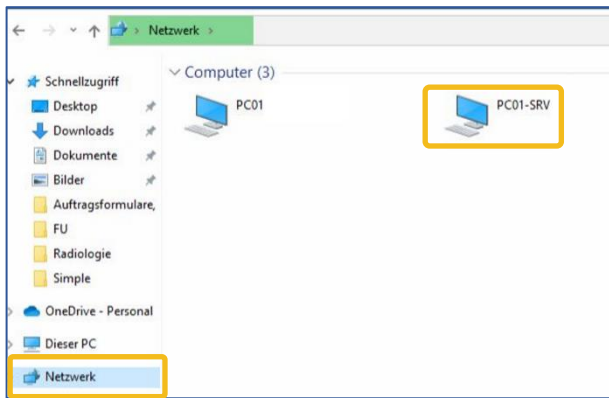 Netzwerk
Schnellzugriff
Desktop
Downloads
Dokumente
Bilder
Auftragsformulare,
FU
Radiologie
Simple
OneDrive - Personal
Dieser PC
Netzwerk
Computer (3)
PC01
PC01-SRV